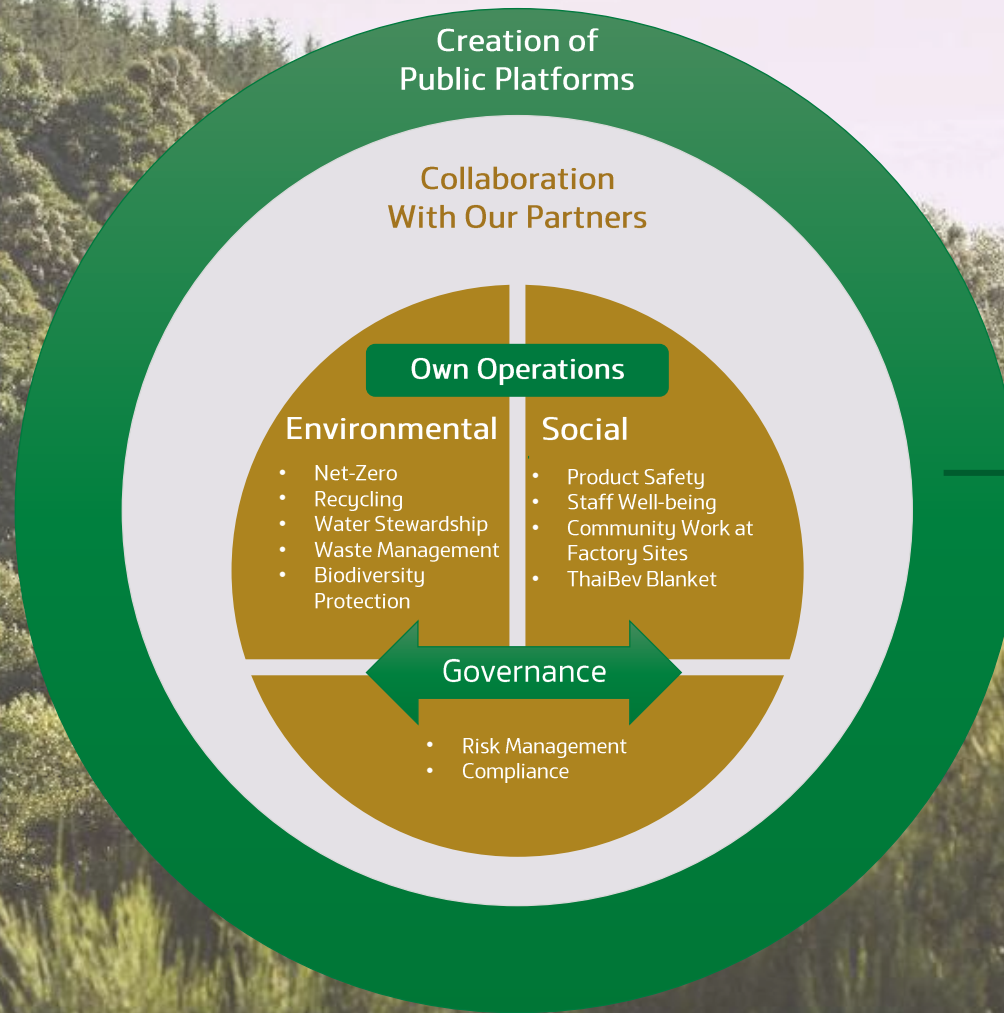 Creation of
Public Platforms
Collaboration
With Our Partners
Own Operations
Environmental
• Net-Zero
• Recycling
• Water Stewardship
• Waste Management
• Biodiversity
Protection
Social
• Product Safety
• Staff Well-being
• Community Work at
Factory Sites
• ThaiBev Blanket
Governance
• Risk Management
• Compliance